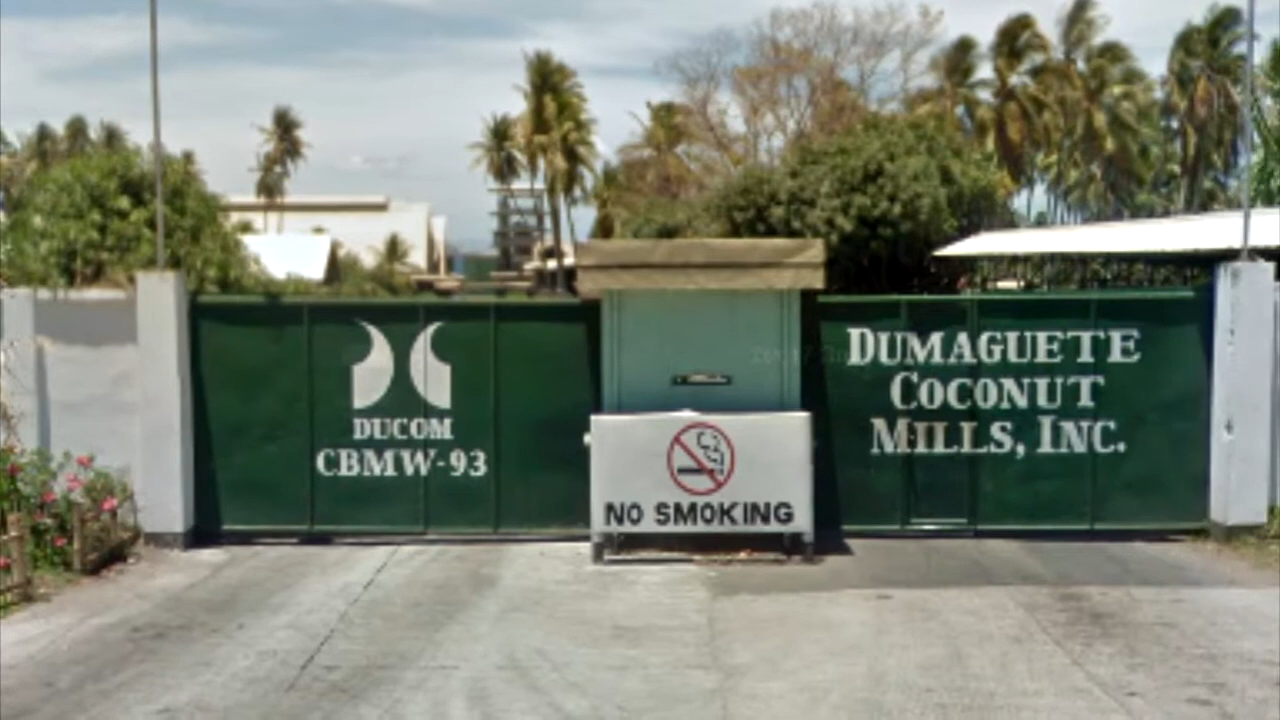 DUCOM
CBMW-93
NO SMOKING
DUMAGUETE
COCONUT
MILLS, INC.